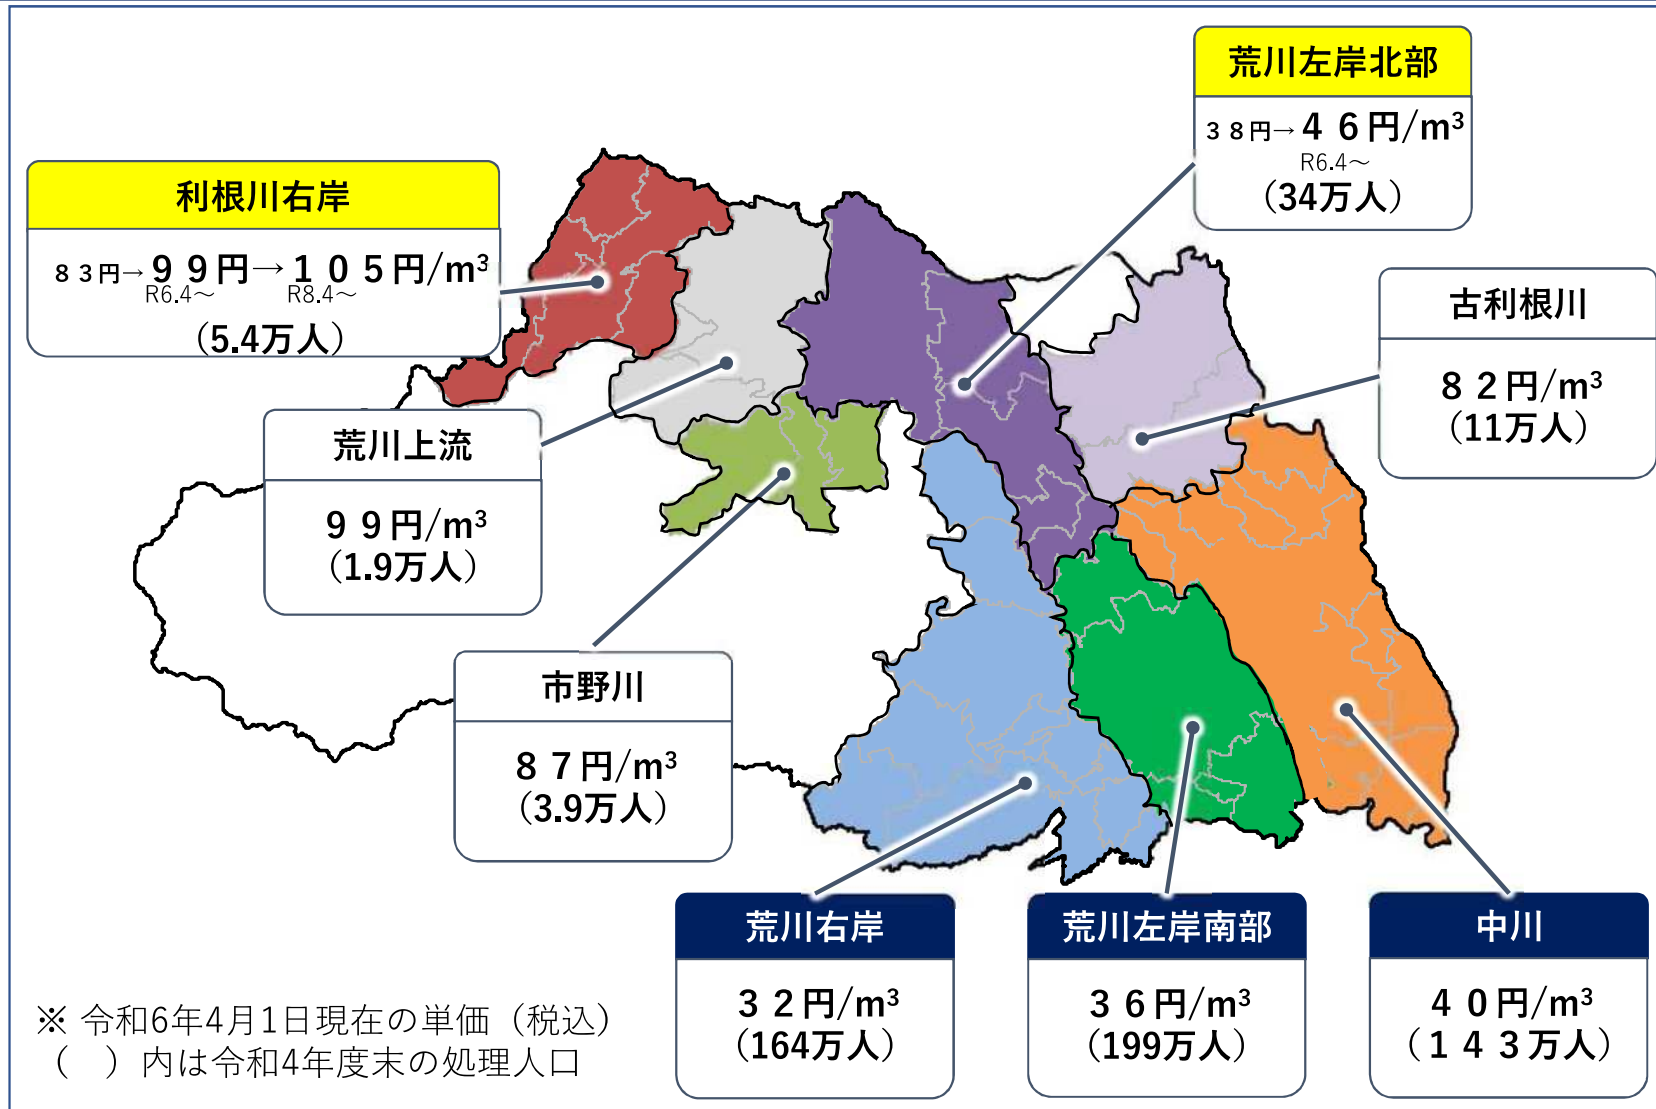 荒川左岸北部
３８円→４６円/m³
R6.4～
（34万人）
利根川右岸
８３円→９９円→１０５円/m³
R6.4～ R8.4～
（5.4万人）
古利根川
８２円/m³
（11万人）
荒川上流
９９円/m³
（1.9万人）
市野川
８７円/m³
（3.9万人）
荒川右岸
３２円/m³
（164万人）
荒川左岸南部
３６円/m³
（199万人）
中川
４０円/m³
（１４３万人）
※ 令和6年4月1日現在の単価（税込）
（　）内は令和4年度末の処理人口